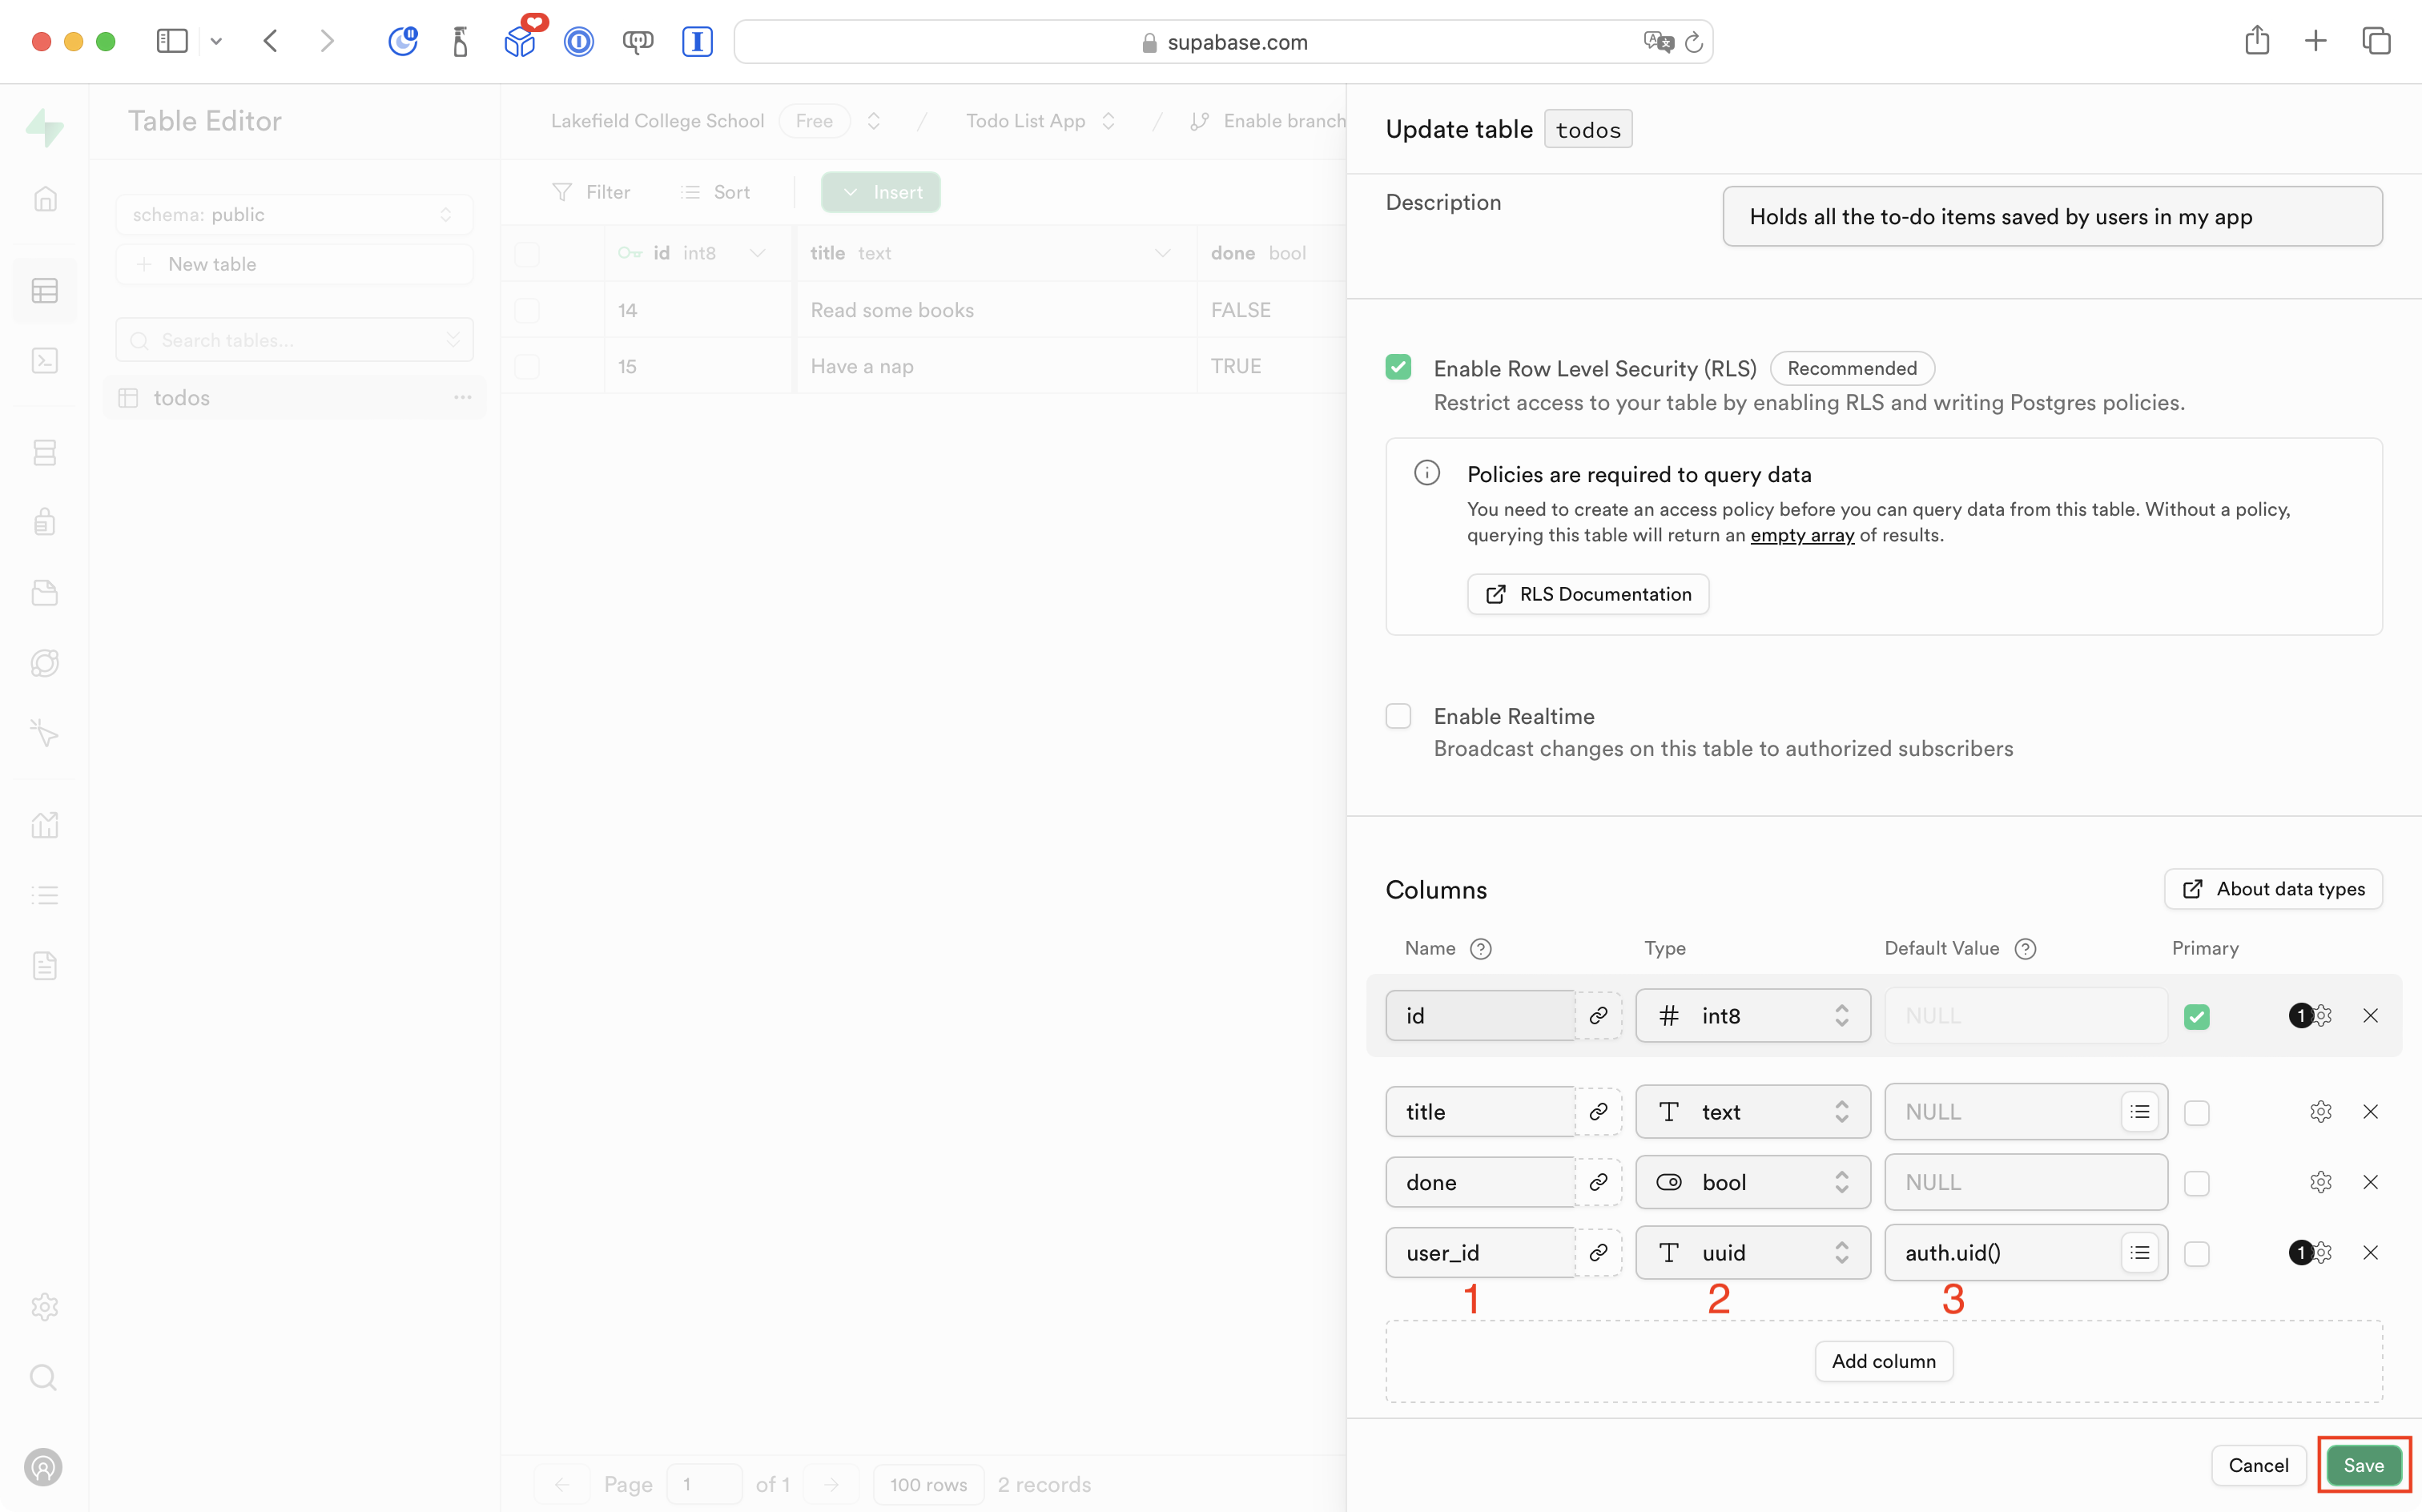 supabase.com
Table Editor
Lakefield College School Free / Todo List App / Enable branch
schema: public
New table
Search tables...
todos
Filter Sort Insert
id int8 title text done bool
14 Read some books FALSE
15 Have a nap TRUE
Page 1 of 1 100 rows 2 records
Update table todos
Description Holds all the to-do items saved by users in my app
Enable Row Level Security (RLS) Recommended
Restrict access to your table by enabling RLS and writing Postgres policies.
Policies are required to query data
You need to create an access policy before you can query data from this table. Without a policy,
querying this table will return an empty array of results.
RLS Documentation
Enable Realtime
Broadcast changes on this table to authorized subscribers
Columns About data types
Name Type Default Value Primary
id int8 NULL 1
title text NULL
done bool NULL
user_id uuid auth.uid() 1
1 2 3
Add column
Cancel Save